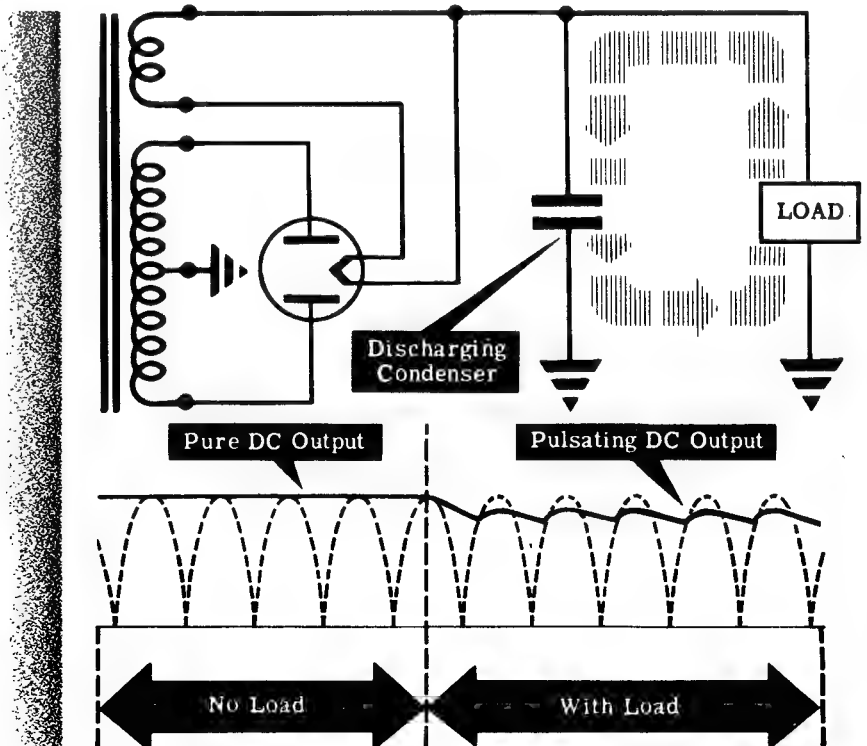 LOAD
Discharging
Condenser
Pure DC Output
Pulsating DC Output
No Load
With Load